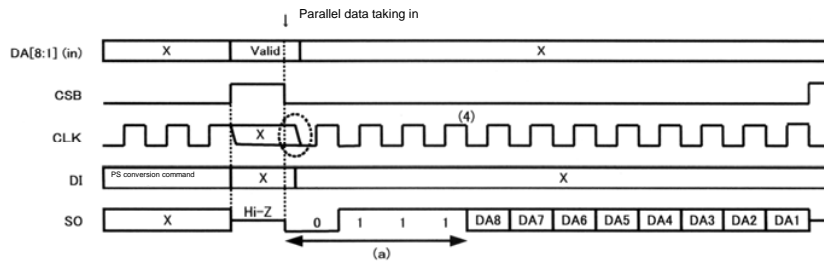 Parallel data taking in
DA[8:1] (in) X Valid X
CSB
(4)
CLK X
DI PS conversion command X X
SO X Hi-Z 0 1 1 1 DA8 DA7 DA6 DA5 DA4 DA3 DA2 DA1
(a)